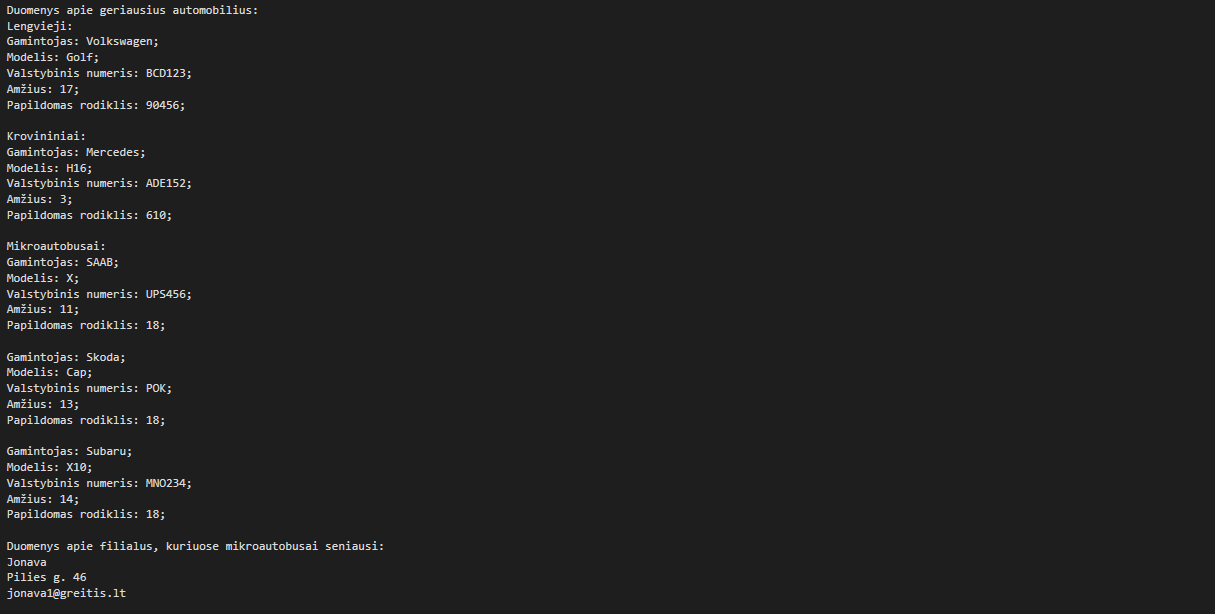 Duomenys apie geriausius automobilius:
Lengvieji:
Gamintojas: Volkswagen;
Modelis: Golf;
Valstybinis numeris: BCD123;
Amžius: 17;
Papildomas rodiklis: 90456;
Krovininiai:
Gamintojas: Mercedes;
Modelis: H16;
Valstybinis numeris: ADE152;
Amžius: 3;
Papildomas rodiklis: 610;
Mikroautobusai:
Gamintojas: SAAB;
Modelis: X;
Valstybinis numeris: UPS456;
Amžius: 11;
Papildomas rodiklis: 18;
Gamintojas: Skoda;
Modelis: Cap;
Valstybinis numeris: POK;
Amžius: 13;
Papildomas rodiklis: 18;
Gamintojas: Subaru;
Modelis: X10;
Valstybinis numeris: MNO234;
Amžius: 14;
Papildomas rodiklis: 18;
Duomenys apie filialus, kuriuose mikroautobusai seniausi:
Jonava
Pilies g. 46
jonava1@greitis.lt